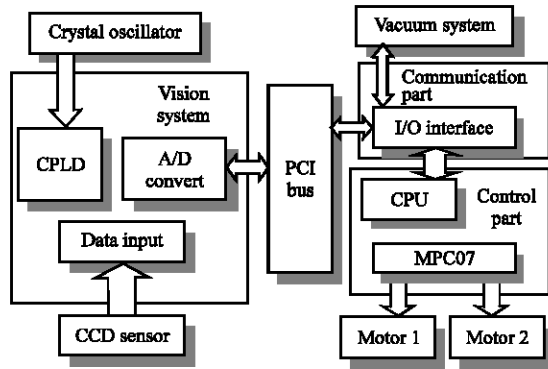 Crystal oscillator
Vision
system
CPLD
A/D
convert
Data input
CCD sensor
PCI
bus
Vacuum system
Communication
part
I/O interface
CPU
Control
part
MPC07
Motor 1
Motor 2